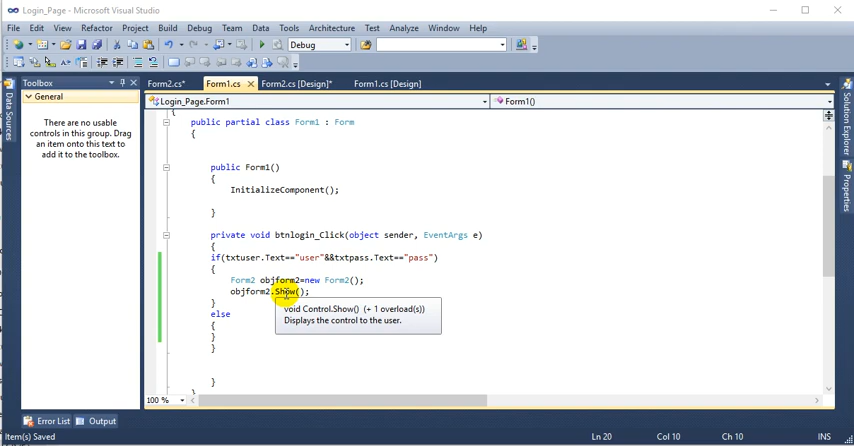 Login_Page - Microsoft Visual Studio
File Edit View Refactor Project Build Debug Team Data Tools Architecture Test Analyze Window Help
Debug
Toolbox
Form2.cs* Form1.cs Form2.cs [Design]* Form1.cs [Design]
General
Login_Page.Form1 Form1()
There are no usable
controls in this group. Drag
an item onto this text to
add it to the toolbox.
Data Sources
Solution Explorer
Properties
{
public partial class Form1 : Form
{
public Form1()
{
InitializeComponent();
}
private void btnlogin_Click(object sender, EventArgs e)
{
if(txtuser.Text=="user"&&txtpass.Text=="pass")
{
Form2 objform2=new Form2();
objform2.Show();
}
else
{
}
}
}
}
void Control.Show() (+ 1 overload(s))
Displays the control to the user.
100 %
Error List Output
Item(s) Saved Ln 20 Col 10 Ch 10 INS